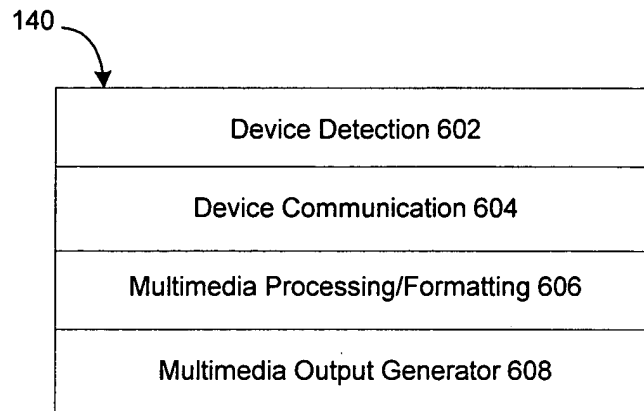 140
Device Detection 602
Device Communication 604
Multimedia Processing/Formatting 606
Multimedia Output Generator 608